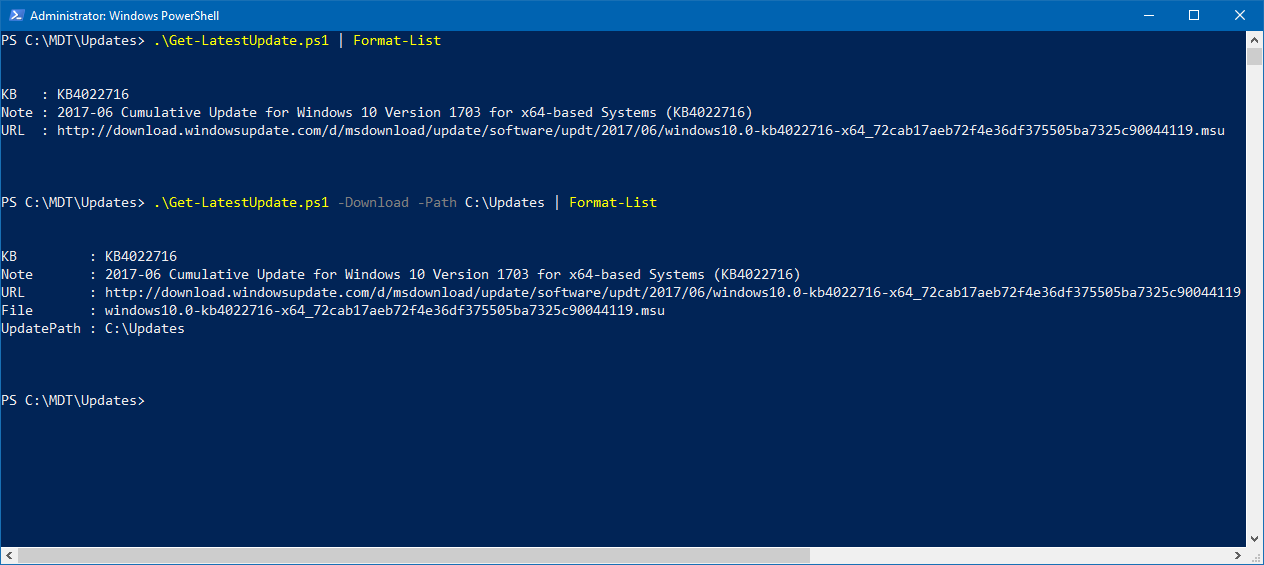 Administrator: Windows PowerShell
PS C:\MDT\Updates> .\Get-LatestUpdate.ps1 | Format-List
KB   : KB4022716
Note : 2017-06 Cumulative Update for Windows 10 Version 1703 for x64-based Systems (KB4022716)
URL  : http://download.windowsupdate.com/d/msdownload/update/software/updt/2017/06/windows10.0-kb4022716-x64_72cab17aeb72f4e36df375505ba7325c90044119.msu
PS C:\MDT\Updates> .\Get-LatestUpdate.ps1 -Download -Path C:\Updates | Format-List
KB         : KB4022716
Note       : 2017-06 Cumulative Update for Windows 10 Version 1703 for x64-based Systems (KB4022716)
URL        : http://download.windowsupdate.com/d/msdownload/update/software/updt/2017/06/windows10.0-kb4022716-x64_72cab17aeb72f4e36df375505ba7325c90044119
File       : windows10.0-kb4022716-x64_72cab17aeb72f4e36df375505ba7325c90044119.msu
UpdatePath : C:\Updates
PS C:\MDT\Updates>